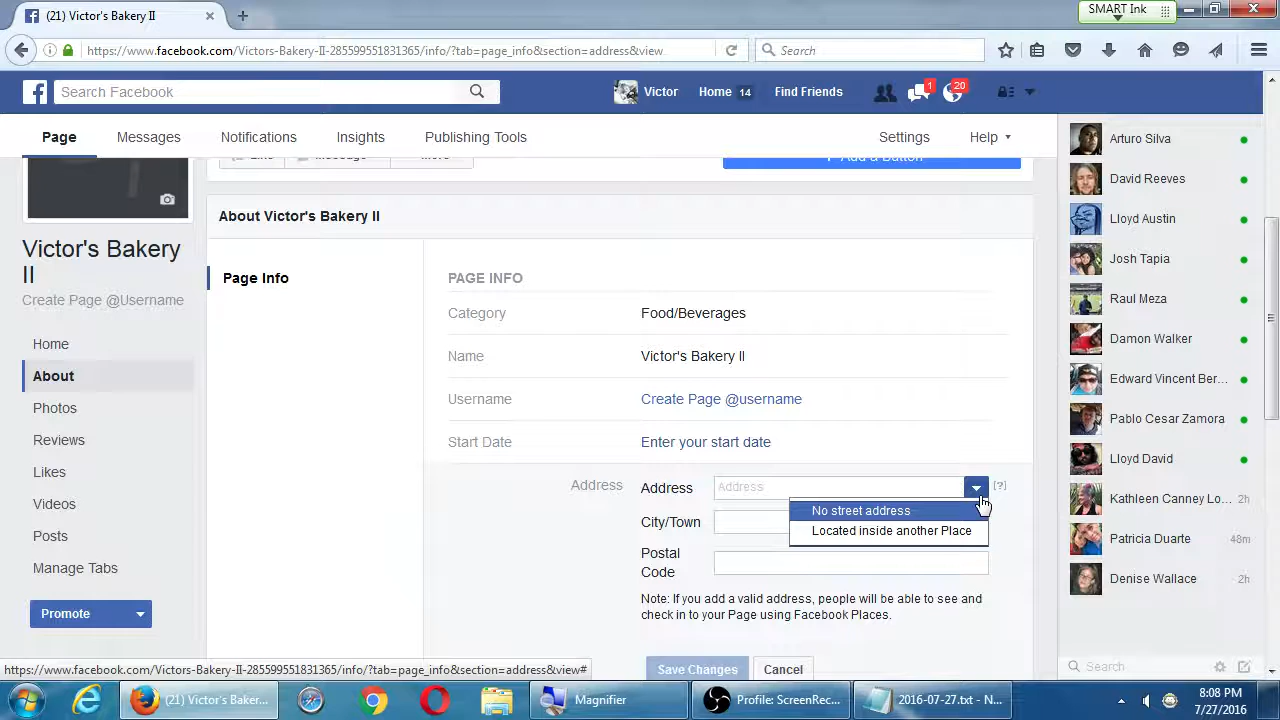 (21) Victor's Bakery II
SMART Ink
https://www.facebook.com/Victors-Bakery-II-285599551831365/info/?tab=page_info&section=address&view
Search
Search Facebook
Victor
Home 14
Find Friends
1
20
Page
Messages
Notifications
Insights
Publishing Tools
Settings
Help
Add a Button
About Victor's Bakery II
Victor's Bakery
II
Create Page @Username
Home
About
Photos
Reviews
Likes
Videos
Posts
Manage Tabs
Promote
Page Info
PAGE INFO
Category
Food/Beverages
Name
Victor's Bakery II
Username
Create Page @username
Start Date
Enter your start date
Address
Address
Address
[?]
No street address
Located inside another Place
City/Town
Postal
Code
Note: If you add a valid address, people will be able to see and
check in to your Page using Facebook Places.
Save Changes
Cancel
Arturo Silva
David Reeves
Lloyd Austin
Josh Tapia
Raul Meza
Damon Walker
Edward Vincent Ber...
Pablo Cesar Zamora
Lloyd David
Kathleen Canney Lo... 2h
Patricia Duarte 48m
Denise Wallace 2h
Search
https://www.facebook.com/Victors-Bakery-II-285599551831365/info/?tab=page_info&section=address&view#
(21) Victor's Baker...
Magnifier
Profile: ScreenRec...
2016-07-27.txt - N...
8:08 PM
7/27/2016